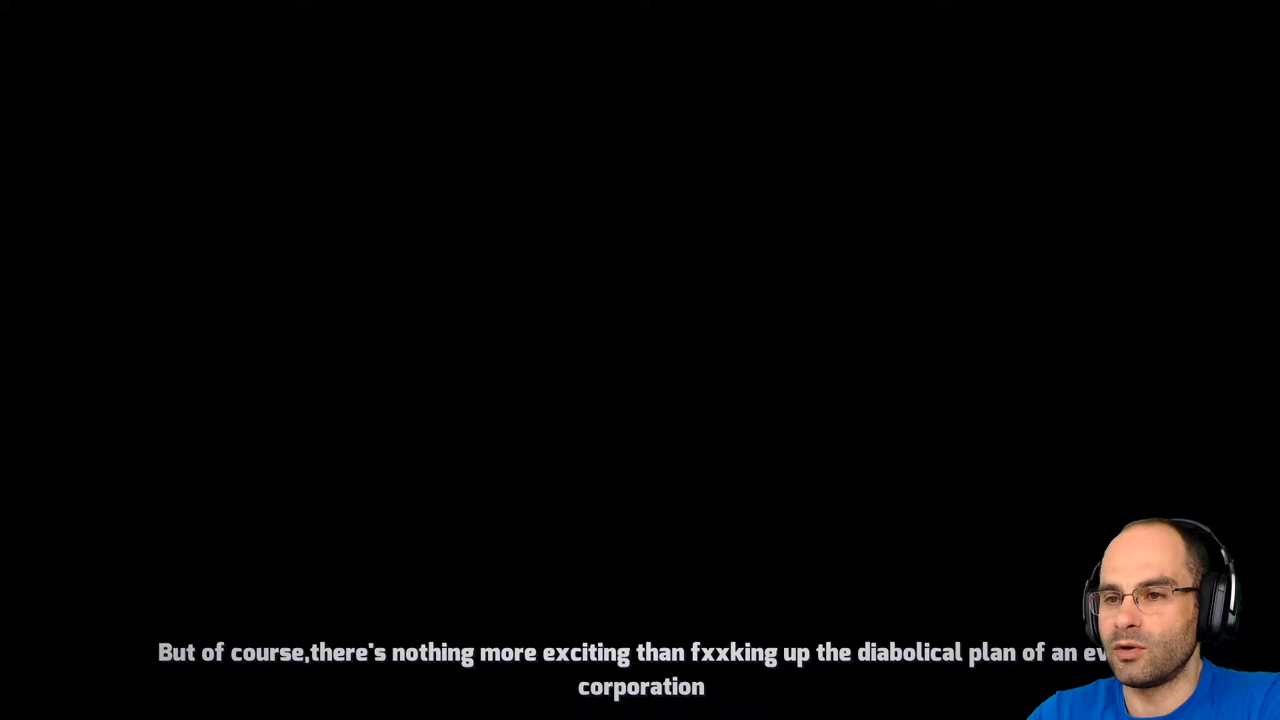 But of course,there's nothing more exciting than fxxking up the diabolical plan of an
corporation